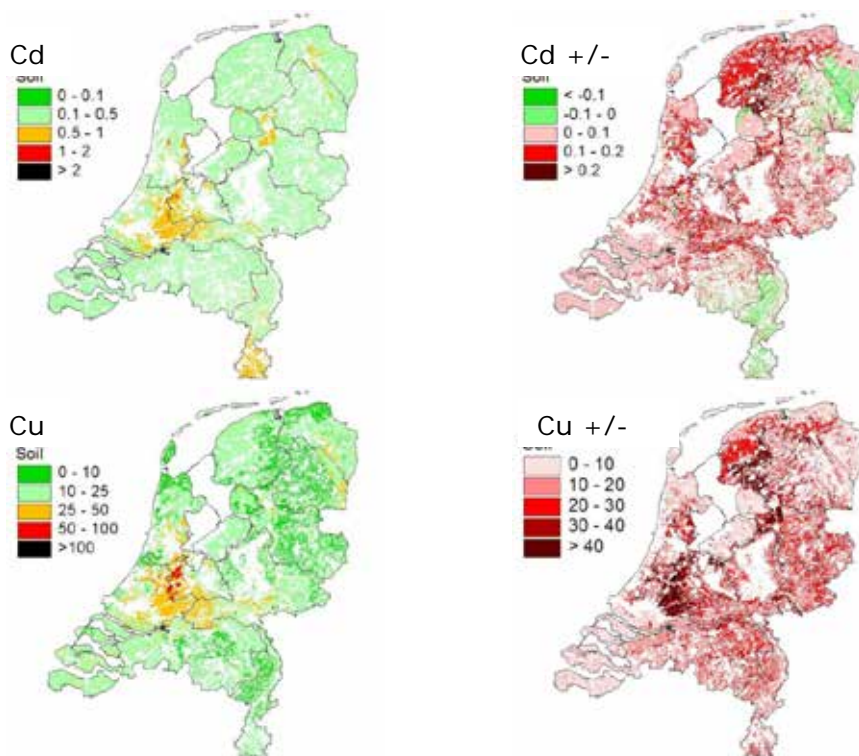 Cd
Soil
0 - 0.1
0.1 - 0.5
0.5 - 1
1 - 2
> 2
Cd +/-
Soil
< -0.1
-0.1 - 0
0 - 0.1
0.1 - 0.2
> 0.2
Cu
Soil
0 - 10
10 - 25
25 - 50
50 - 100
>100
Cu +/-
Soil
0 - 10
10 - 20
20 - 30
30 - 40
> 40